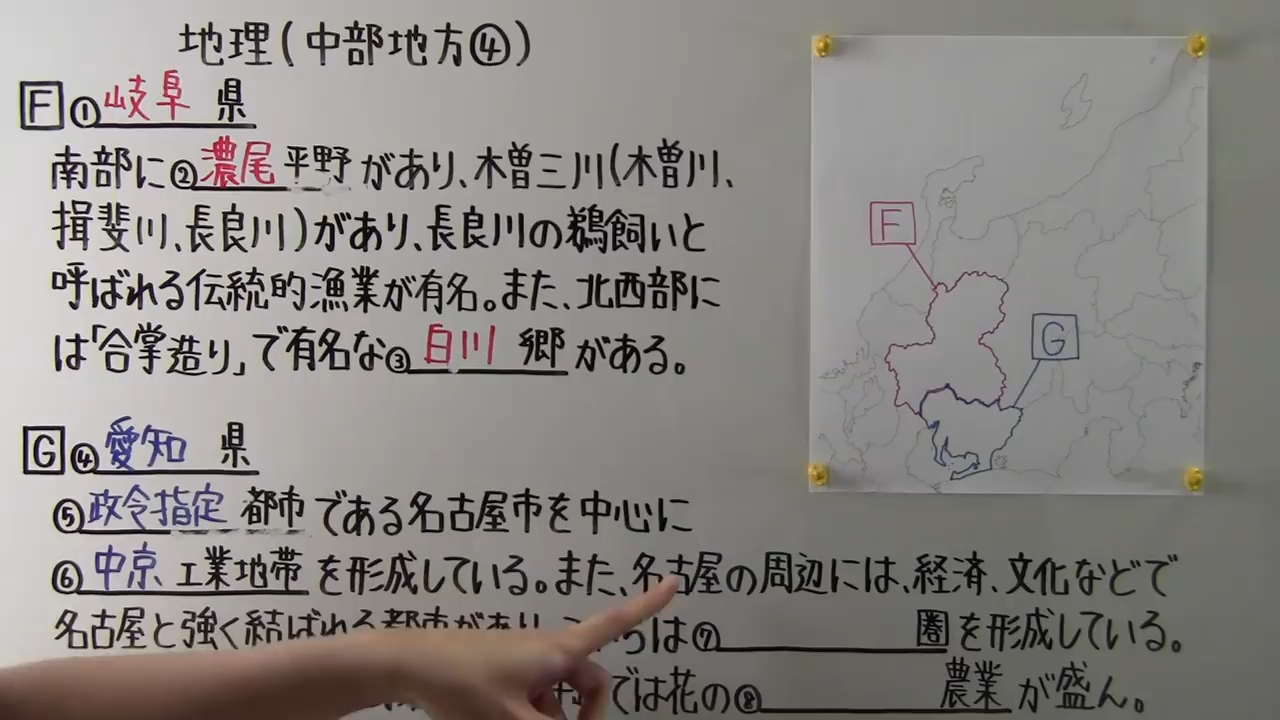 地理(中部地方④)
F ①岐阜 県
南部に②濃尾平野があり、木曽三川(木曽川、
揖斐川、長良川)があり、長良川の鵜飼いと
呼ばれる伝統的漁業が有名。また、北西部に
は「合掌造り」で有名な③白川 郷がある。
G ④愛知 県
⑤政令指定 都市である名古屋市を中心に
⑥中京 工業地帯を形成している。また、名古屋の周辺には、経済、文化などで
名古屋と強く結ばれる都市があり、は⑦ 圏を形成している。
では花の⑧ 農業が盛ん。
F
G